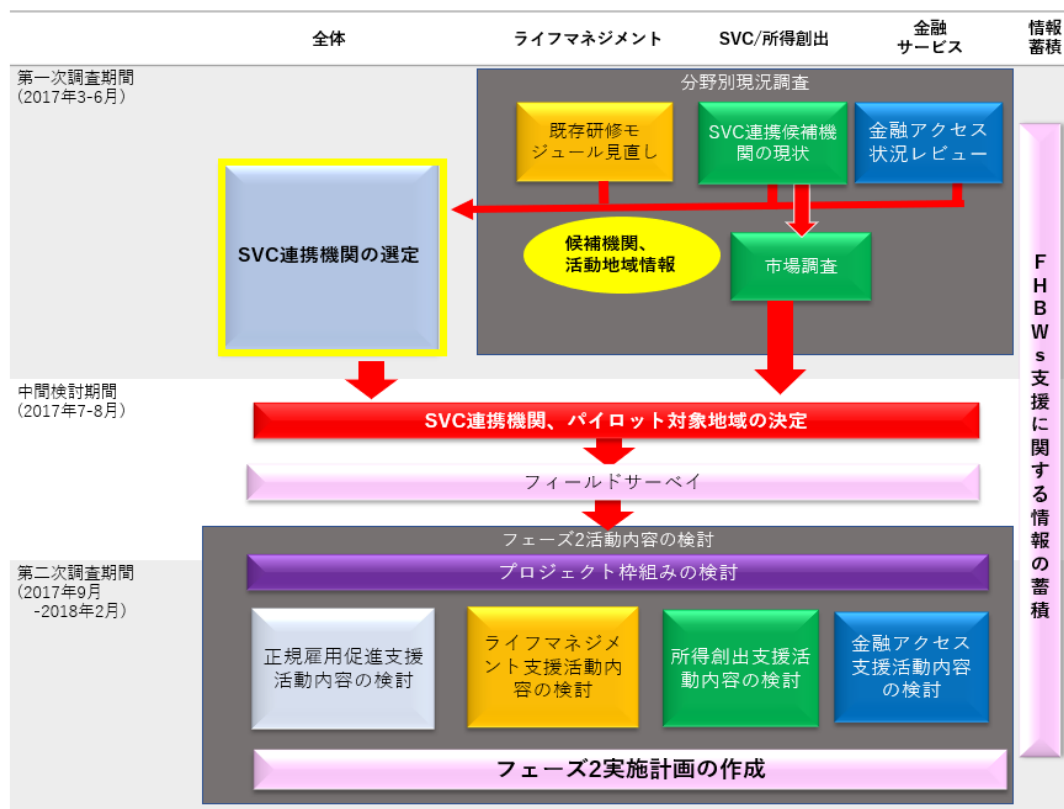 全体
ライフマネジメント
SVC/所得創出
金融
サービス
情報
蓄積
第一次調査期間
(2017年3-6月)
分野別現況調査
既存研修モ
ジュール見直し
SVC連携候補機
関の現状
金融アクセス
状況レビュー
SVC連携機関の選定
候補機関、
活動地域情報
市場調査
中間検討期間
(2017年7-8月)
SVC連携機関、パイロット対象地域の決定
フィールドサーベイ
フェーズ2活動内容の検討
第二次調査期間
(2017年9月
-2018年2月)
プロジェクト枠組みの検討
正規雇用促進支援
活動内容の検討
ライフマネジメ
ント支援活動内
容の検討
所得創出支援活
動内容の検討
金融アクセス
支援活動内容
の検討
フェーズ2実施計画の作成
FHBWs支援に関する情報の蓄積